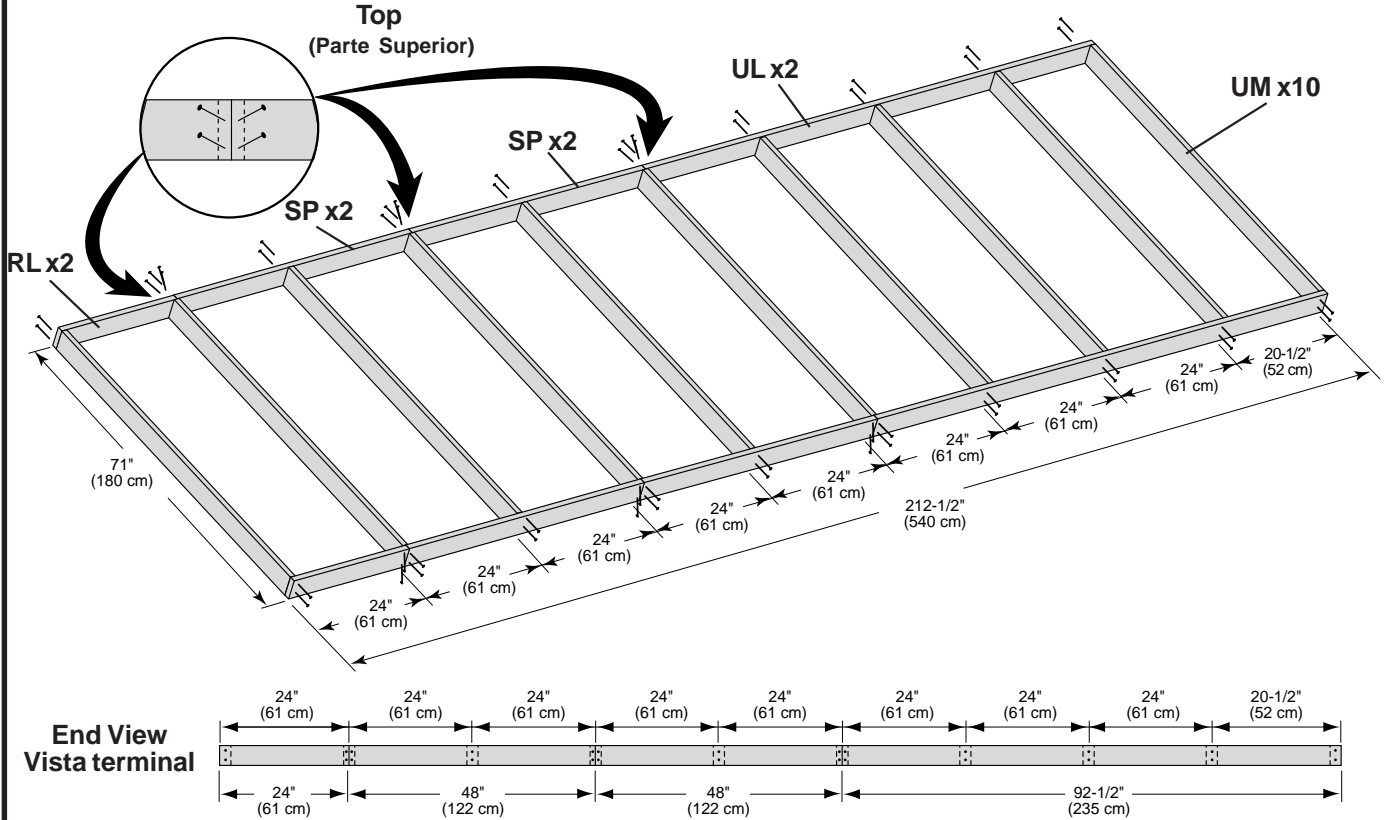 Top
(Parte Superior)
UL x2
UM x10
SP x2
SP x2
RL x2
71"
(180 cm)
24"
(61 cm)
24"
(61 cm)
24"
(61 cm)
24"
(61 cm)
24"
(61 cm)
24"
(61 cm)
24"
(61 cm)
24"
(61 cm)
20-1/2"
(52 cm)
212-1/2"
(540 cm)
End View
Vista terminal
24"
(61 cm)
24"
(61 cm)
24"
(61 cm)
24"
(61 cm)
24"
(61 cm)
24"
(61 cm)
24"
(61 cm)
24"
(61 cm)
20-1/2"
(52 cm)
24"
(61 cm)
48"
(122 cm)
48"
(122 cm)
92-1/2"
(235 cm)